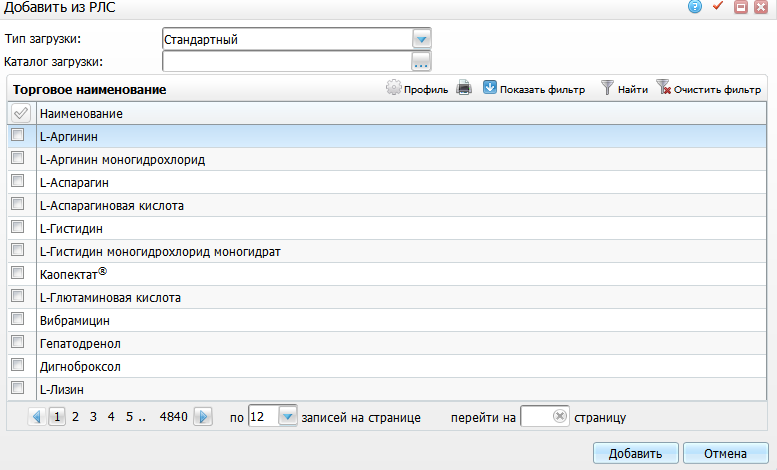 Добавить из РЛС
Тип загрузки: Стандартный
Каталог загрузки: ...
Торговое наименование Профиль Показать фильтр Найти Очистить фильтр
Наименование
L-Аргинин
L-Аргинин моногидрохлорид
L-Аспарагин
L-Аспарагиновая кислота
L-Гистидин
L-Гистидин моногидрохлорид моногидрат
Каопектат®
L-Глютаминовая кислота
Вибрамицин
Гепатодренол
Дигноброксол
L-Лизин
1 2 3 4 5 .. 4840 по 12 записей на странице перейти на страницу
Добавить Отмена